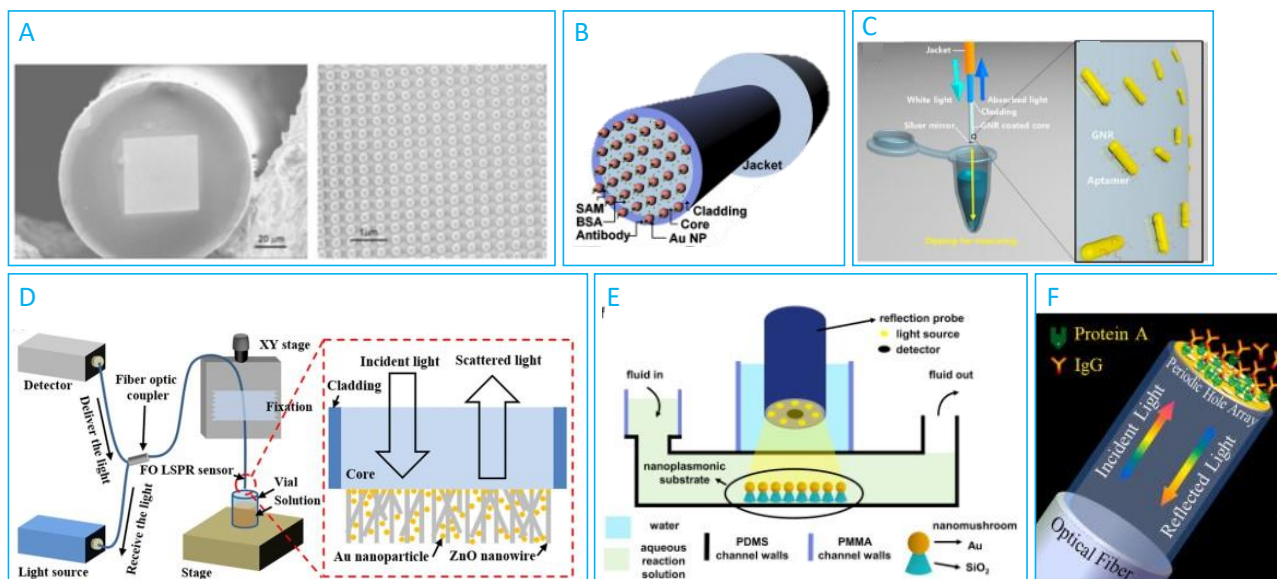 A
20 μm
1μm
B
Jacket
SAM
BSA
Antibody
Cladding
Core
Au NP
C
Jacket
White light
Absorbed light
Cladding
Silver mirror
GNR coated core
GNR
Aptamer
Dipping for measuring
D
Detector
Deliver the light
Fiber optic
coupler
XY stage
Fixation
FO LSPR sensor
Vial
Solution
Receive the light
Light source
Stage
Incident light
Scattered light
Cladding
Core
Au nanoparticle
ZnO nanowire
E
reflection probe
light source
detector
fluid in
fluid out
nanoplasmonic
substrate
water
aqueous
reaction
solution
PDMS
channel walls
PMMA
channel walls
nanomushroom
Au
SiO₂
F
Protein A
IgG
Periodic Hole Array
Incident Light
Reflected Light
Optical Fiber